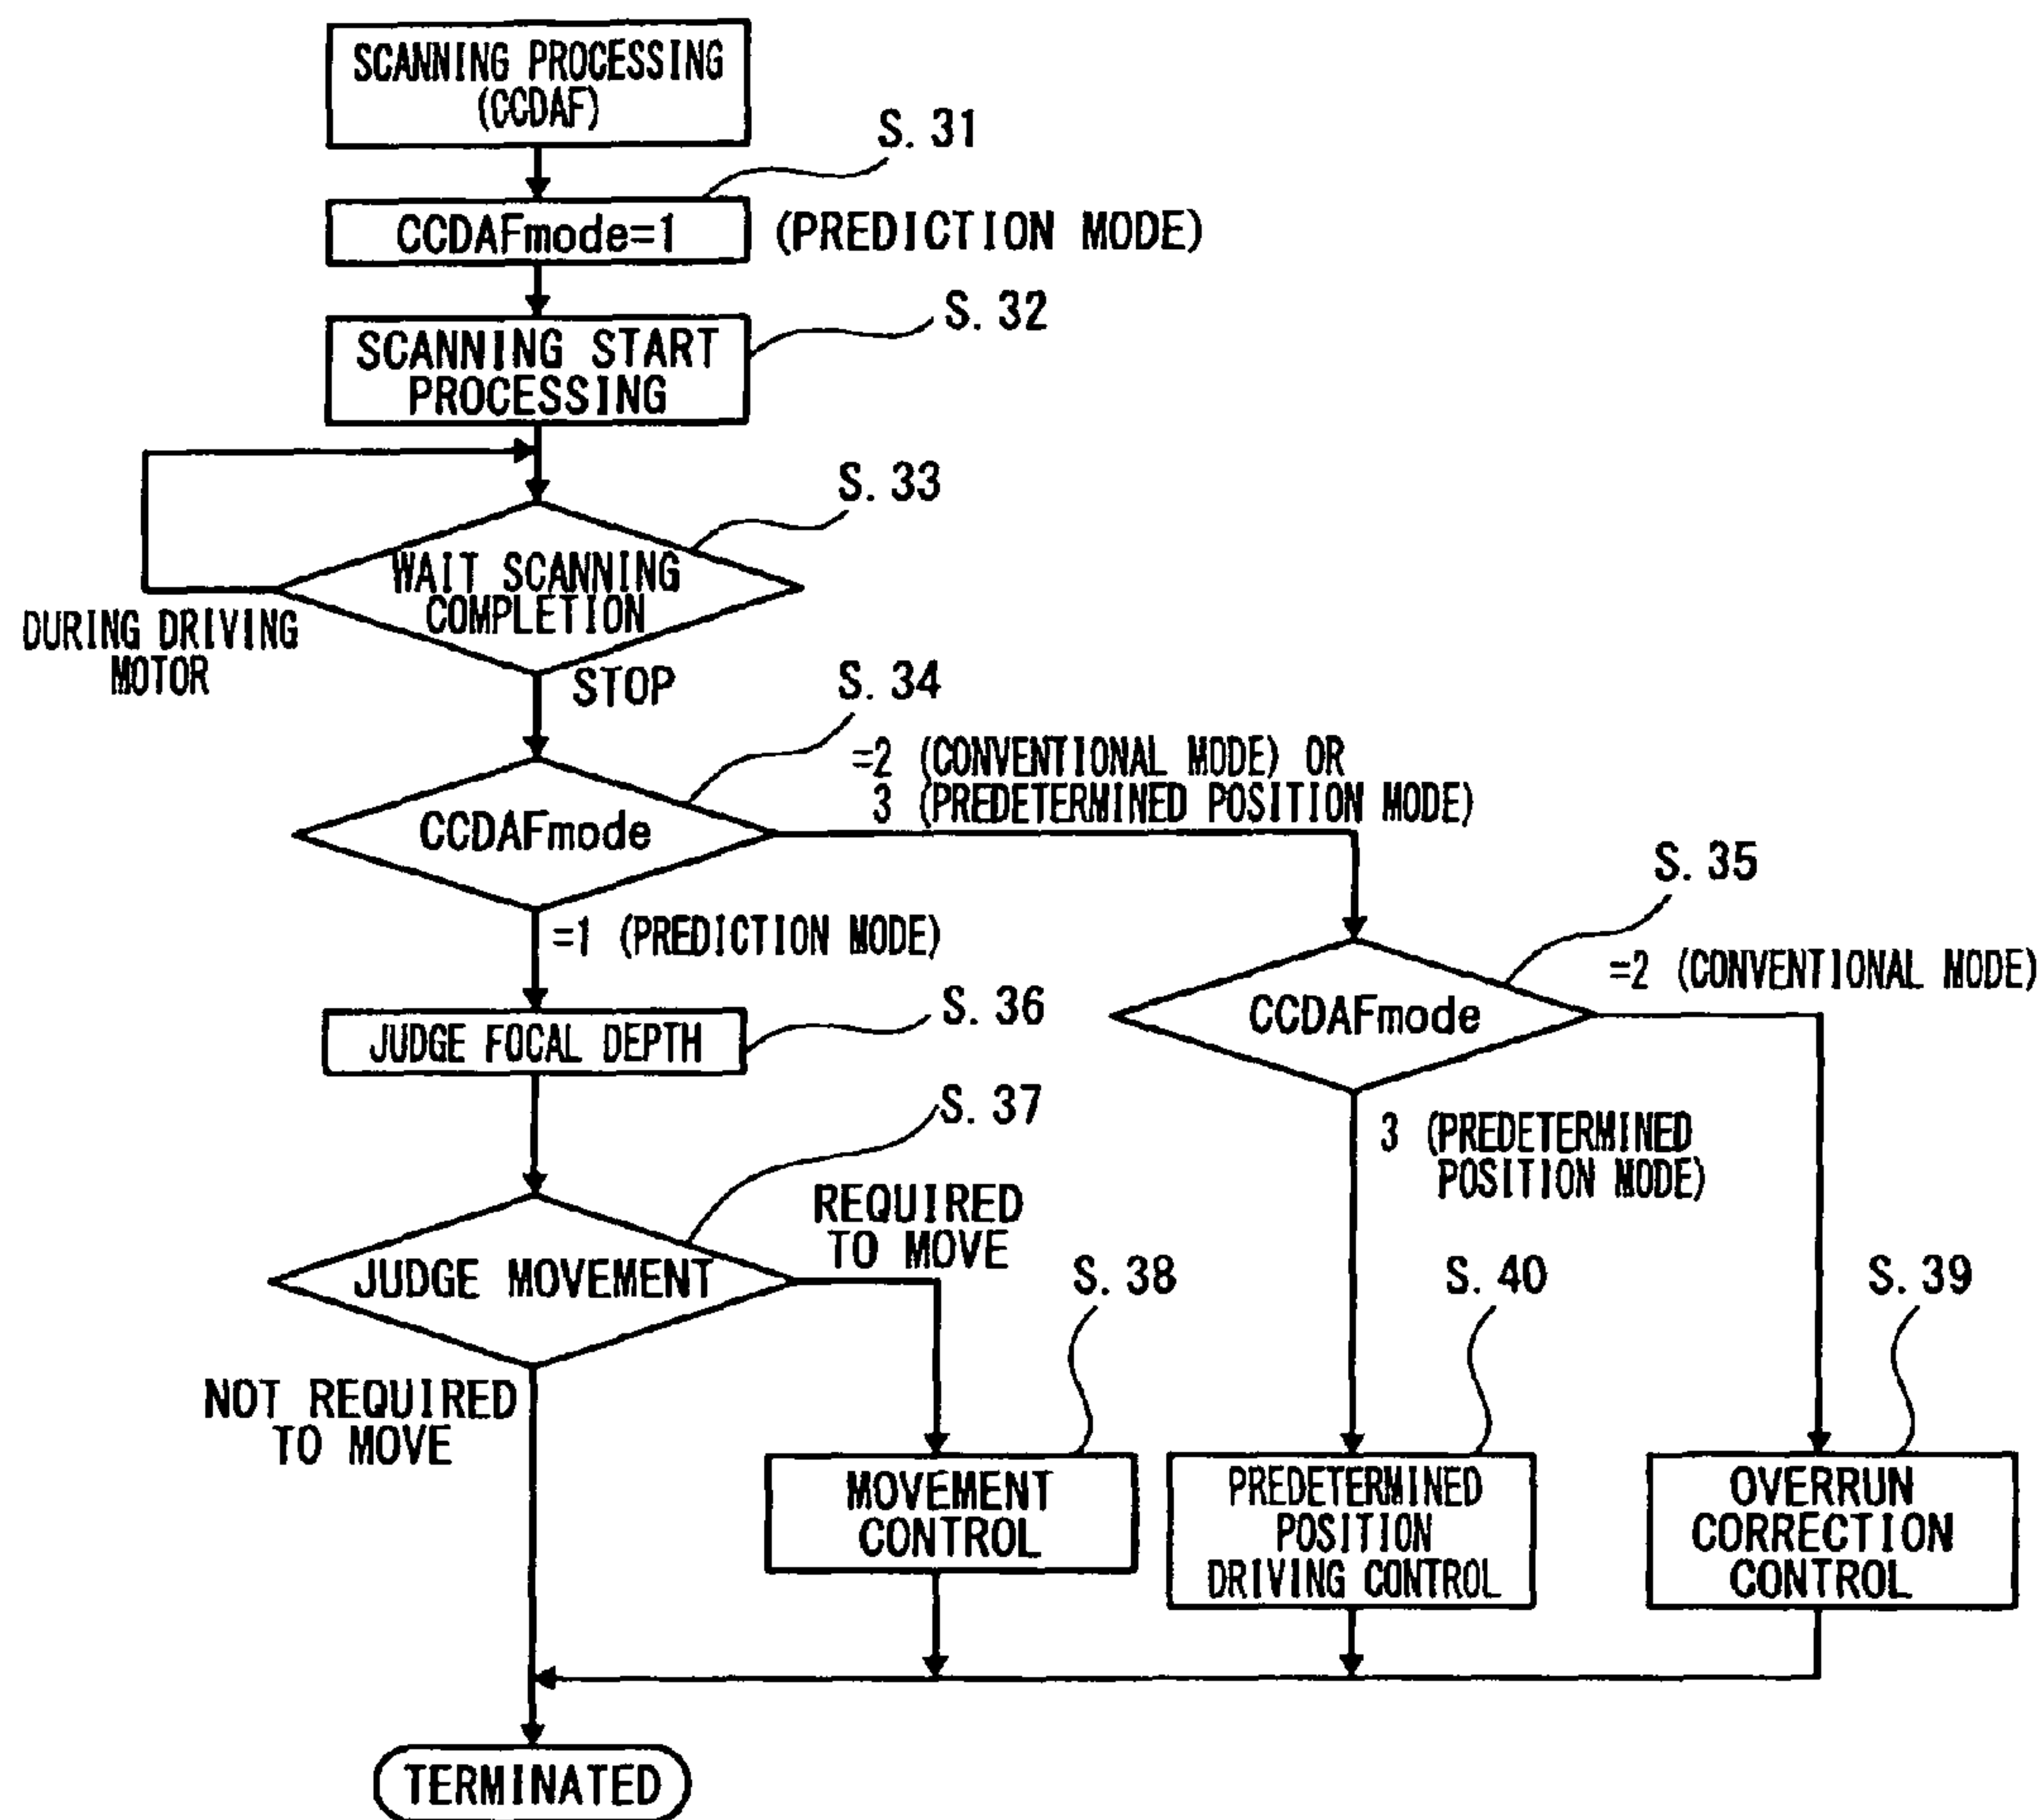 SCANNING PROCESSING
(CCDAF)
S.31
CCDAFmode=1
(PREDICTION MODE)
S.32
SCANNING START
PROCESSING
S.33
WAIT SCANNING
COMPLETION
DURING DRIVING
MOTOR
STOP
S.34
=2 (CONVENTIONAL MODE) OR
3 (PREDETERMINED POSITION MODE)
CCDAFmode
=1 (PREDICTION MODE)
S.35
=2 (CONVENTIONAL MODE)
CCDAFmode
3 (PREDETERMINED
POSITION MODE)
S.36
JUDGE FOCAL DEPTH
S.37
JUDGE MOVEMENT
REQUIRED
TO MOVE
NOT REQUIRED
TO MOVE
S.38
MOVEMENT
CONTROL
S.40
PREDETERMINED
POSITION
DRIVING CONTROL
S.39
OVERRUN
CORRECTION
CONTROL
TERMINATED